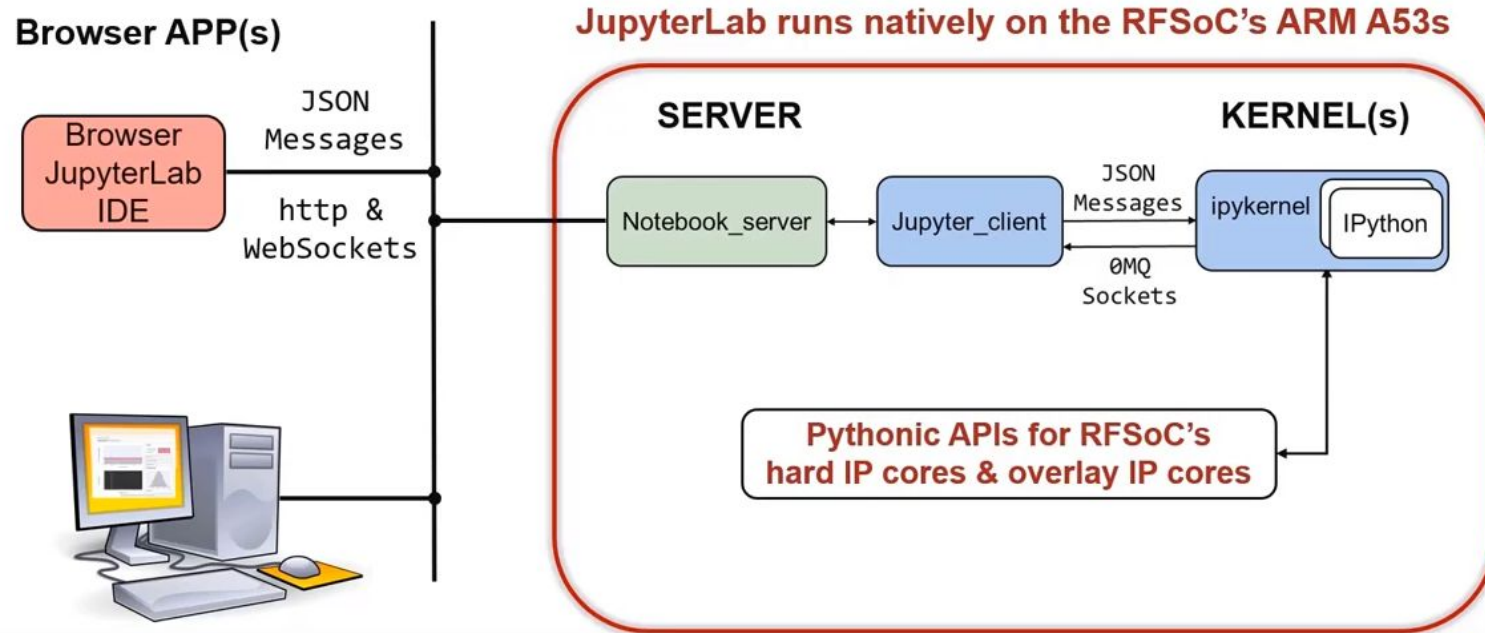 Browser APP(s)
JupyterLab runs natively on the RFSoC’s ARM A53s
Browser
JupyterLab
IDE
JSON
Messages
http &
WebSockets
SERVER
KERNEL(s)
Notebook_server
Jupyter_client
JSON
Messages
0MQ
Sockets
ipykernel
IPython
Pythonic APIs for RFSoC’s
hard IP cores & overlay IP cores